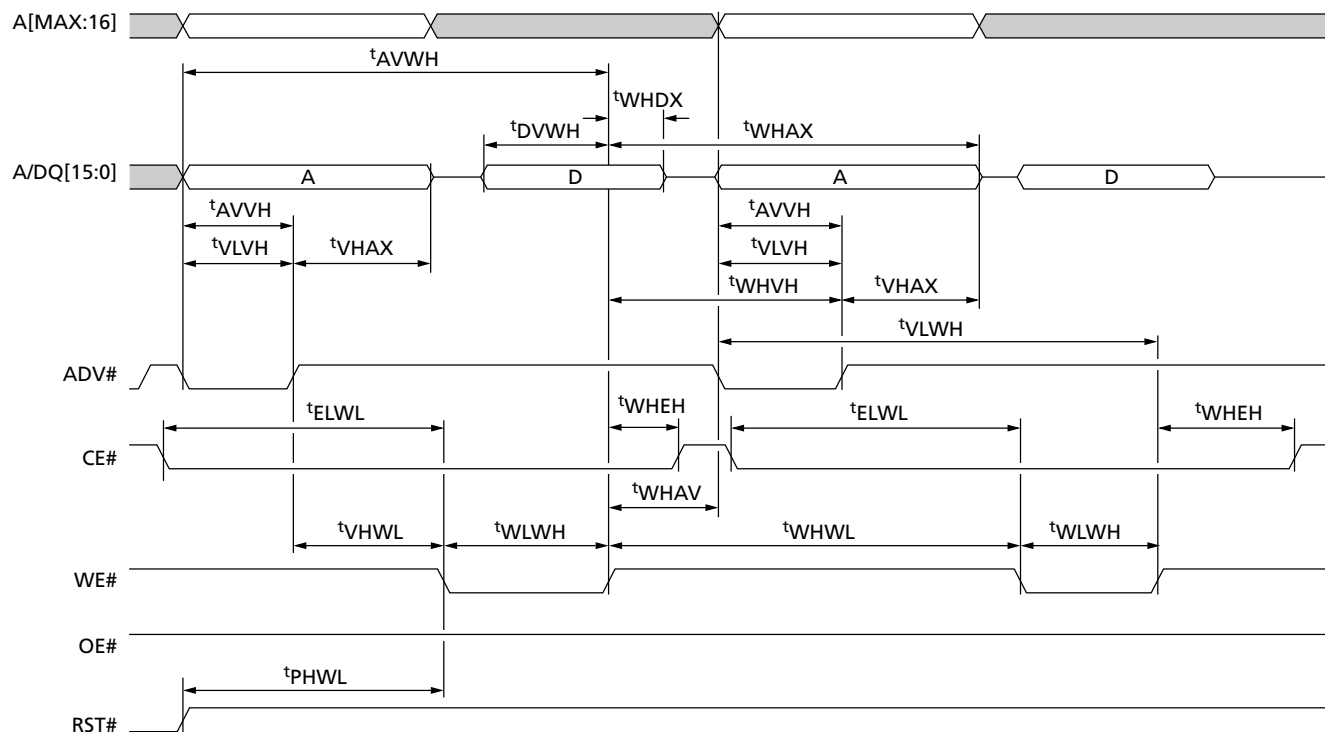 A[MAX:16]
tAVWH
tWHDX
tDVWH
tWHAX
A/DQ[15:0]
A
D
A
D
tAVVH
tAVVH
tVLVH
tVHAX
tVLVH
tWHVH
tVHAX
tVLWH
ADV#
tELWL
tWHEH
tELWL
tWHEH
CE#
tWHAV
tVHWL
tWLWH
tWHWL
tWLWH
WE#
OE#
tPHWL
RST#